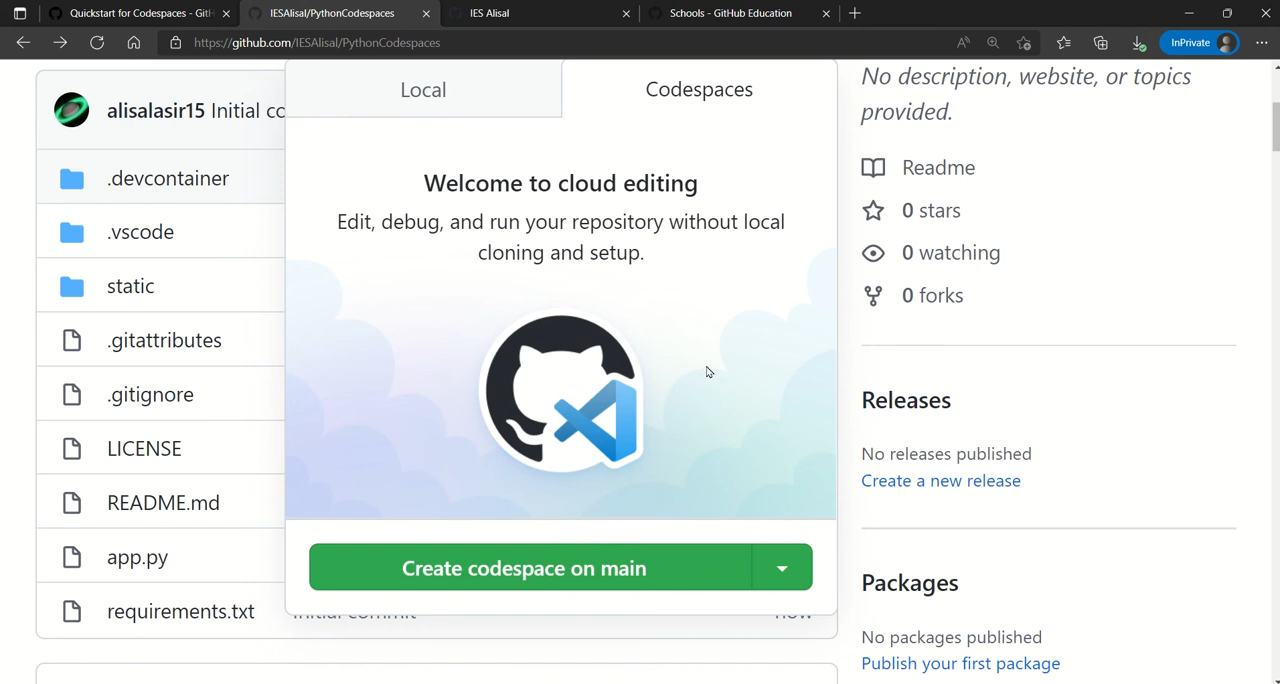 Quickstart for Codespaces - GitH
IESAlisal/PythonCodespaces
IES Alisal
Schools - GitHub Education
https://github.com/IESAlisal/PythonCodespaces
InPrivate
alisalasir15 Initial co
.devcontainer
.vscode
static
.gitattributes
.gitignore
LICENSE
README.md
app.py
requirements.txt
now
Local
Codespaces
Welcome to cloud editing
Edit, debug, and run your repository without local
cloning and setup.
Create codespace on main
No description, website, or topics
provided.
Readme
0 stars
0 watching
0 forks
Releases
No releases published
Create a new release
Packages
No packages published
Publish your first package